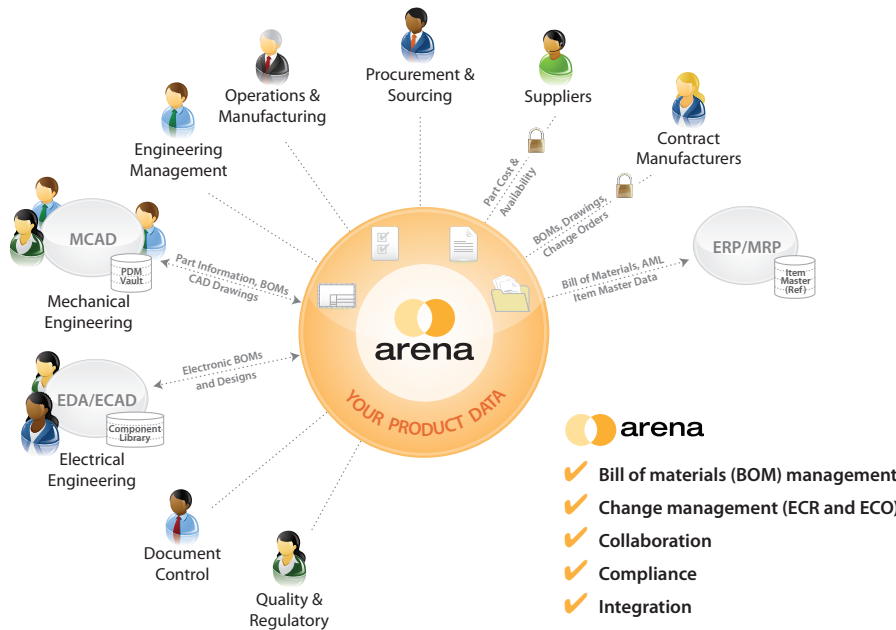 Procurement &
Sourcing
Operations &
Manufacturing
Suppliers
Engineering
Management
Contract
Manufacturers
Part Cost &
Availability
BOMs, Drawings,
Change Orders
MCAD
PDM
Vault
Mechanical
Engineering
Part Information, BOMs
CAD Drawings
Bill of Materials, AML
Item Master Data
ERP/MRP
Item
Master
(Ref)
arena
YOUR PRODUCT DATA
Electronic BOMs
and Designs
EDA/ECAD
Component
Library
Electrical
Engineering
Document
Control
Quality &
Regulatory
arena
Bill of materials (BOM) management
Change management (ECR and ECO)
Collaboration
Compliance
Integration